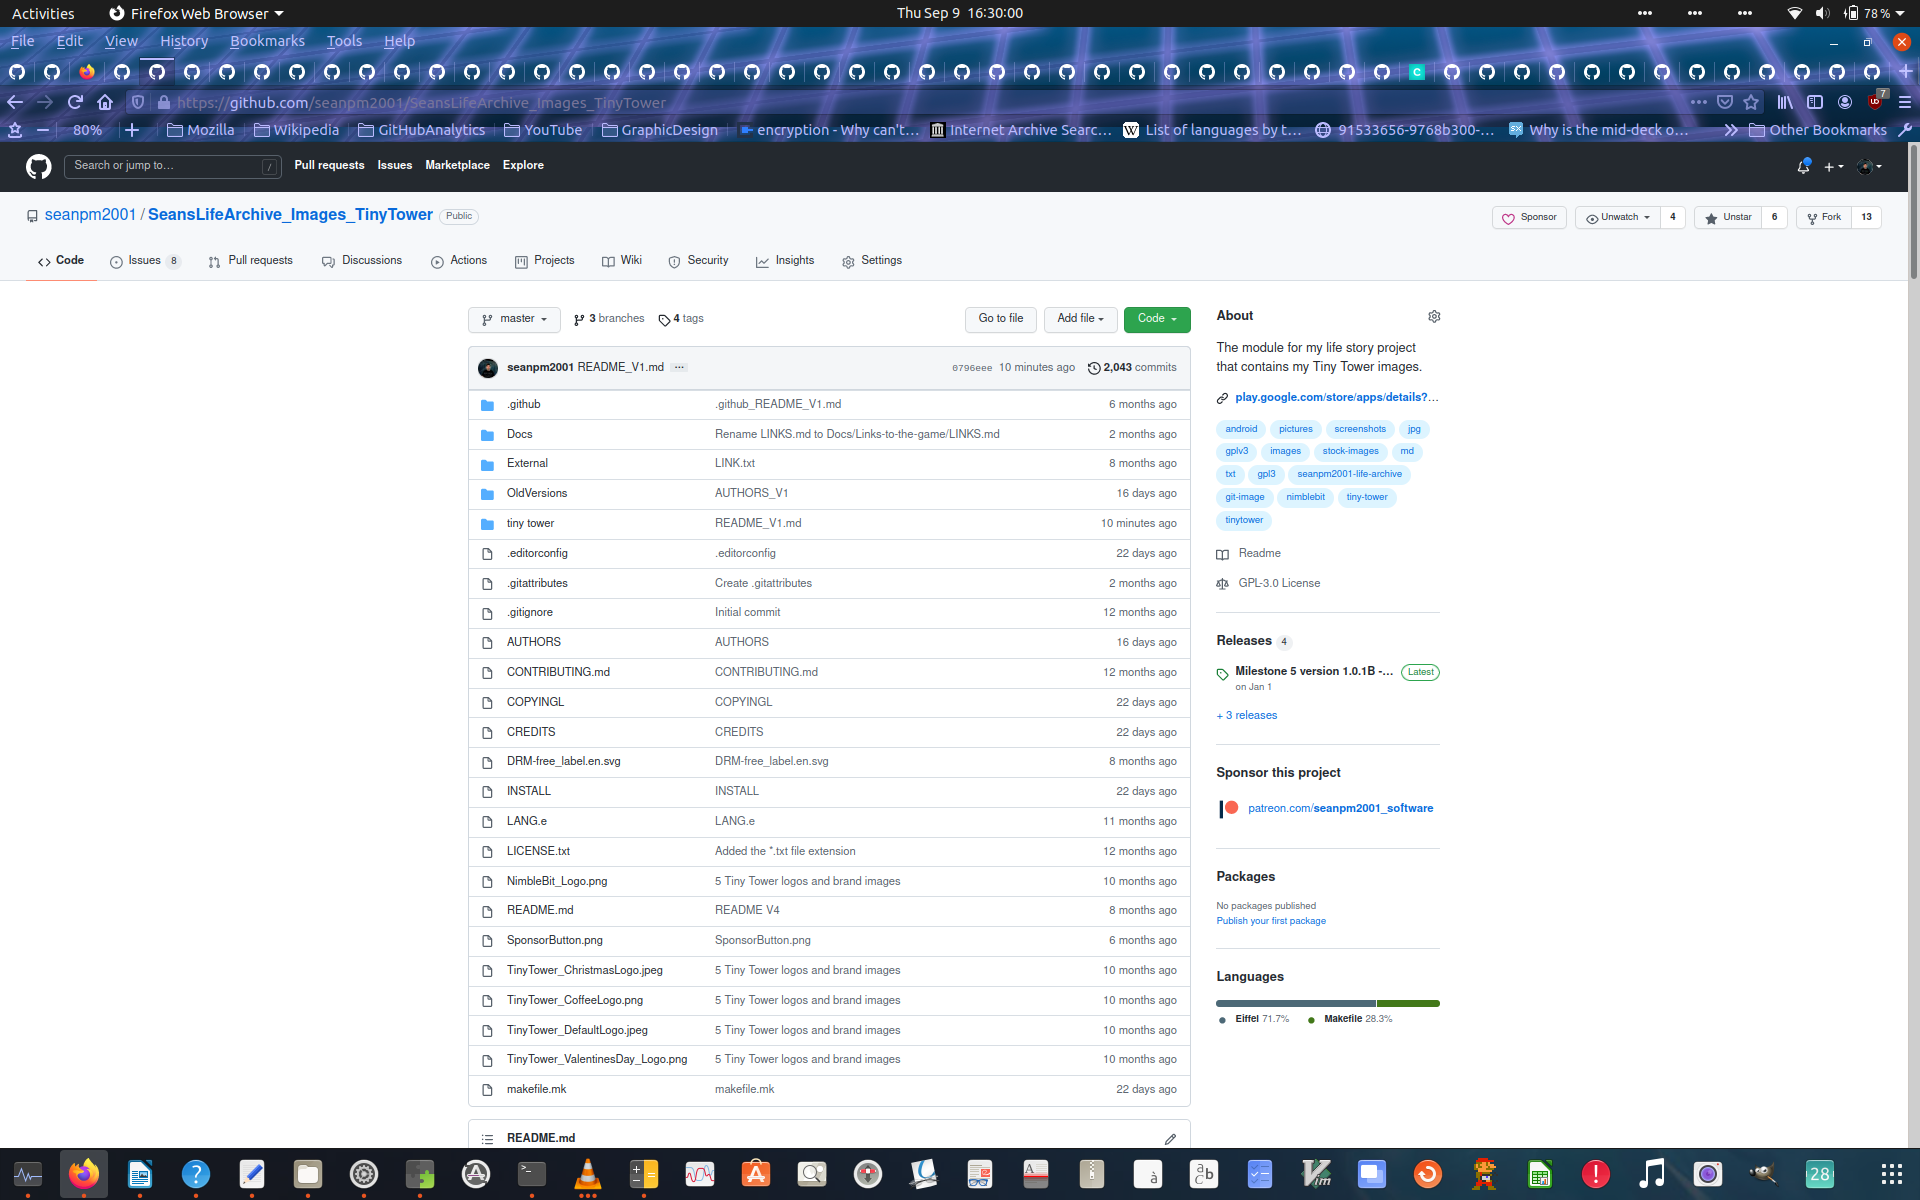 Activities Firefox Web Browser Thu Sep 9 16:30:00 78 %
File Edit View History Bookmarks Tools Help
https://github.com/seanpm2001/SeansLifeArchive_Images_TinyTower 7
80% Mozilla Wikipedia GitHubAnalytics YouTube GraphicDesign encryption - Why can't... Internet Archive Searc... List of languages by t... 91533656-9768b300-... Why is the mid-deck o... Other Bookmarks
Search or jump to... / Pull requests Issues Marketplace Explore
seanpm2001 / SeansLifeArchive_Images_TinyTower Public Sponsor Unwatch 4 Unstar 6 Fork 13
Code Issues 8 Pull requests Discussions Actions Projects Wiki Security Insights Settings
master 3 branches 4 tags Go to file Add file Code
seanpm2001 README_V1.md ... 0796eee 10 minutes ago 2,043 commits
.github .github_README_V1.md 6 months ago
Docs Rename LINKS.md to Docs/Links-to-the-game/LINKS.md 2 months ago
External LINK.txt 8 months ago
OldVersions AUTHORS_V1 16 days ago
tiny tower README_V1.md 10 minutes ago
.editorconfig .editorconfig 22 days ago
.gitattributes Create .gitattributes 2 months ago
.gitignore Initial commit 12 months ago
AUTHORS AUTHORS 16 days ago
CONTRIBUTING.md CONTRIBUTING.md 12 months ago
COPYINGL COPYINGL 22 days ago
CREDITS CREDITS 22 days ago
DRM-free_label.en.svg DRM-free_label.en.svg 8 months ago
INSTALL INSTALL 22 days ago
LANG.e LANG.e 11 months ago
LICENSE.txt Added the *.txt file extension 12 months ago
NimbleBit_Logo.png 5 Tiny Tower logos and brand images 10 months ago
README.md README V4 8 months ago
SponsorButton.png SponsorButton.png 6 months ago
TinyTower_ChristmasLogo.jpeg 5 Tiny Tower logos and brand images 10 months ago
TinyTower_CoffeeLogo.png 5 Tiny Tower logos and brand images 10 months ago
TinyTower_DefaultLogo.jpeg 5 Tiny Tower logos and brand images 10 months ago
TinyTower_ValentinesDay_Logo.png 5 Tiny Tower logos and brand images 10 months ago
makefile.mk makefile.mk 22 days ago
README.md
About
The module for my life story project
that contains my Tiny Tower images.
play.google.com/store/apps/details?...
android pictures screenshots jpg
gplv3 images stock-images md
txt gpl3 seanpm2001-life-archive
git-image nimblebit tiny-tower
tinytower
Readme
GPL-3.0 License
Releases 4
Milestone 5 version 1.0.1B -... Latest
on Jan 1
+ 3 releases
Sponsor this project
patreon.com/seanpm2001_software
Packages
No packages published
Publish your first package
Languages
Eiffel 71.7% Makefile 28.3%
28